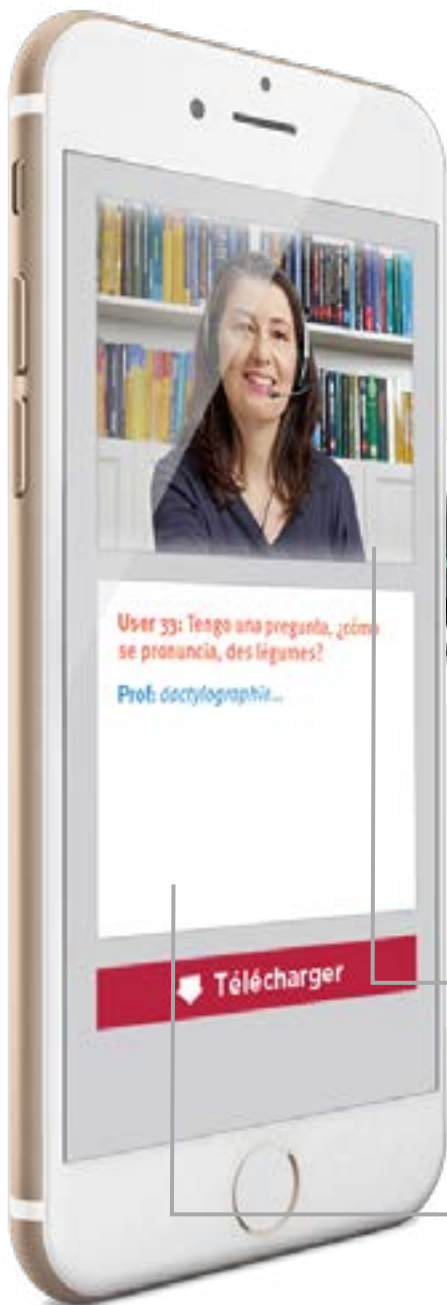 User 33: Tengo una pregunta, ¿cómo
se pronuncia, des légumes?
Prof: dactylographie...
Télécharger